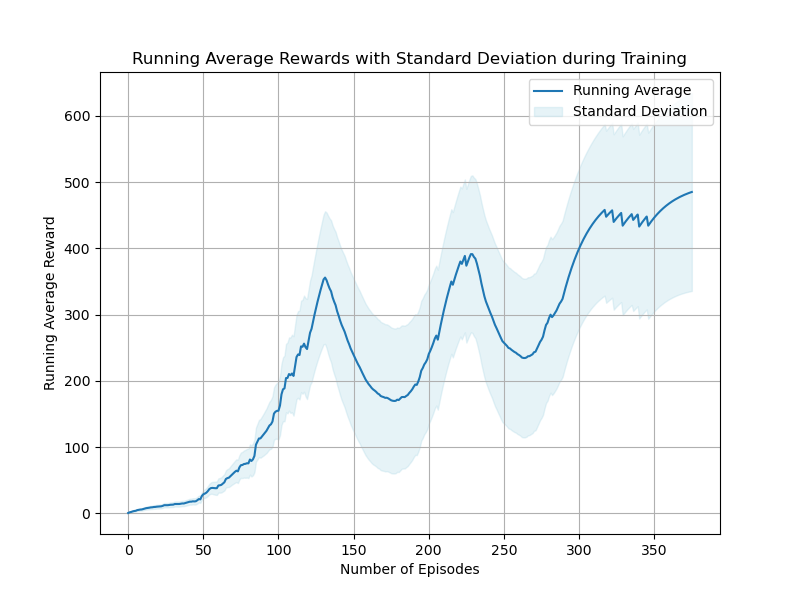 Running Average Rewards with Standard Deviation during Training
Running Average
Standard Deviation
600
500
400
300
200
100
0
Running Average Reward
0 50 100 150 200 250 300 350
Number of Episodes